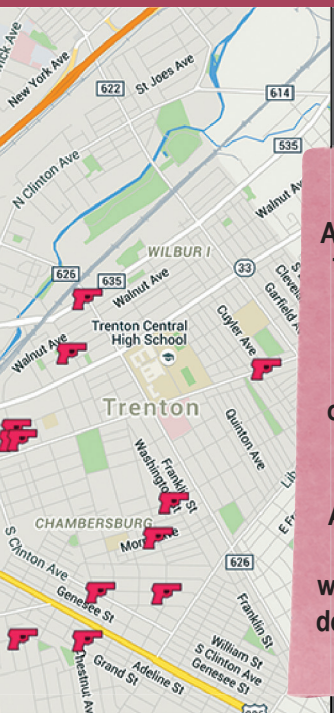 New York Ave
St Joes Ave
622
614
N Clinton Ave
535
Walnut Av
WILBUR I
33
626
635
Walnut Ave
Garfield A
Trenton Central
High School
Cuyler Ave
Walnut Ave
Trenton
Quinton Ave
Washington St
Franklin St
CHAMBERSBURG
S Clinton Ave
626
Genesee St
Franklin St
William St
S Clinton Ave
Genesee St
Chestnut Av
Grand St
Adeline St